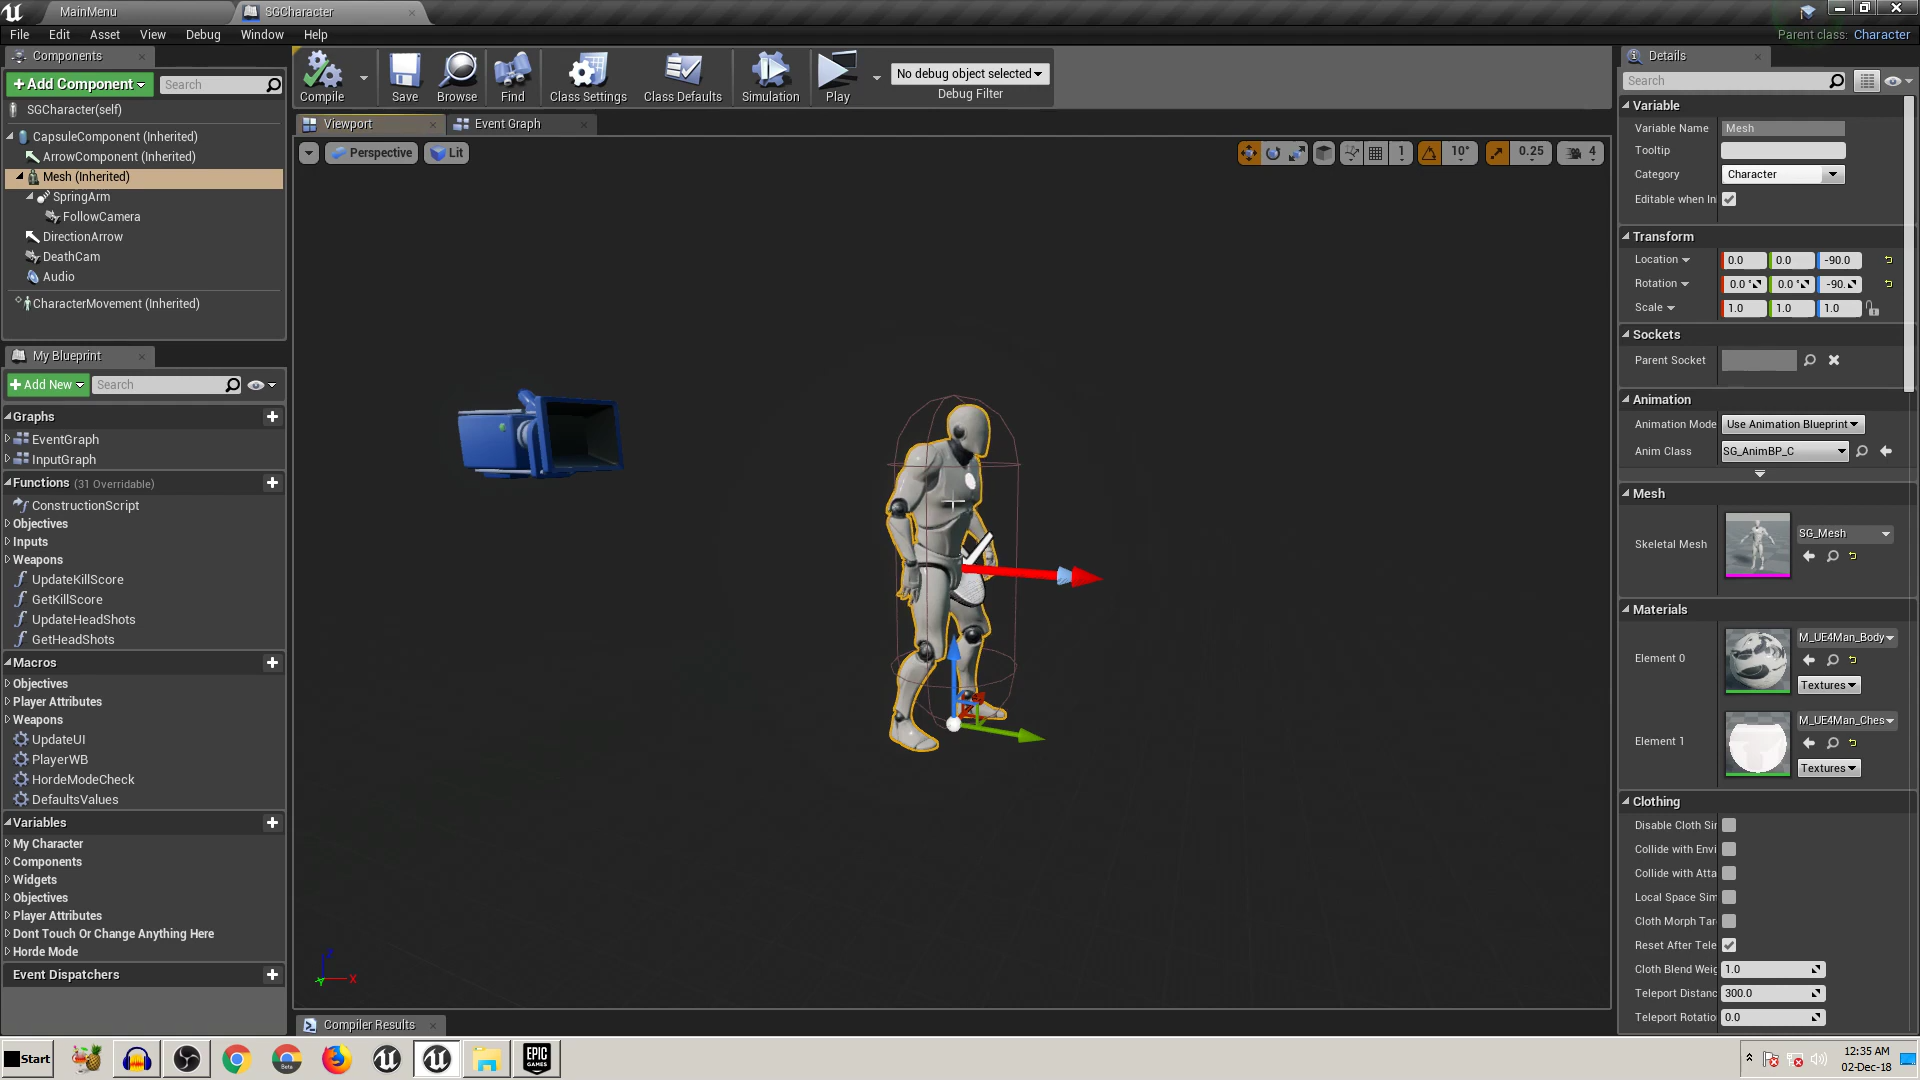 MainMenu
SGCharacter
File Edit Asset View Debug Window Help
Parent class: Character
Components
+ Add Component
Search
SGCharacter(self)
CapsuleComponent (Inherited)
ArrowComponent (Inherited)
Mesh (Inherited)
SpringArm
FollowCamera
DirectionArrow
DeathCam
Audio
CharacterMovement (Inherited)
My Blueprint
+ Add New
Search
Graphs
EventGraph
InputGraph
Functions (31 Overridable)
ConstructionScript
Objectives
Inputs
Weapons
UpdateKillScore
GetKillScore
UpdateHeadShots
GetHeadShots
Macros
Objectives
Player Attributes
Weapons
UpdateUI
PlayerWB
HordeModeCheck
DefaultsValues
Variables
My Character
Components
Widgets
Objectives
Player Attributes
Dont Touch Or Change Anything Here
Horde Mode
Event Dispatchers
Compile
Save
Browse
Find
Class Settings
Class Defaults
Simulation
Play
No debug object selected
Debug Filter
Viewport
Event Graph
Perspective
Lit
1
10°
0.25
4
Z
X
Y
Compiler Results
Details
Search
Variable
Variable Name Mesh
Tooltip
Category Character
Editable when In
Transform
Location 0.0 0.0 -90.0
Rotation 0.0 ° 0.0 ° -90.
Scale 1.0 1.0 1.0
Sockets
Parent Socket
Animation
Animation Mode Use Animation Blueprint
Anim Class SG_AnimBP_C
Mesh
Skeletal Mesh SG_Mesh
Materials
Element 0 M_UE4Man_Body
Textures
Element 1 M_UE4Man_Ches
Textures
Clothing
Disable Cloth Sir
Collide with Envi
Collide with Atta
Local Space Sim
Cloth Morph Tar
Reset After Tele
Cloth Blend Weig 1.0
Teleport Distanc 300.0
Teleport Rotatio 0.0
Start
Beta
EPIC
GAMES
12:35 AM
02-Dec-18